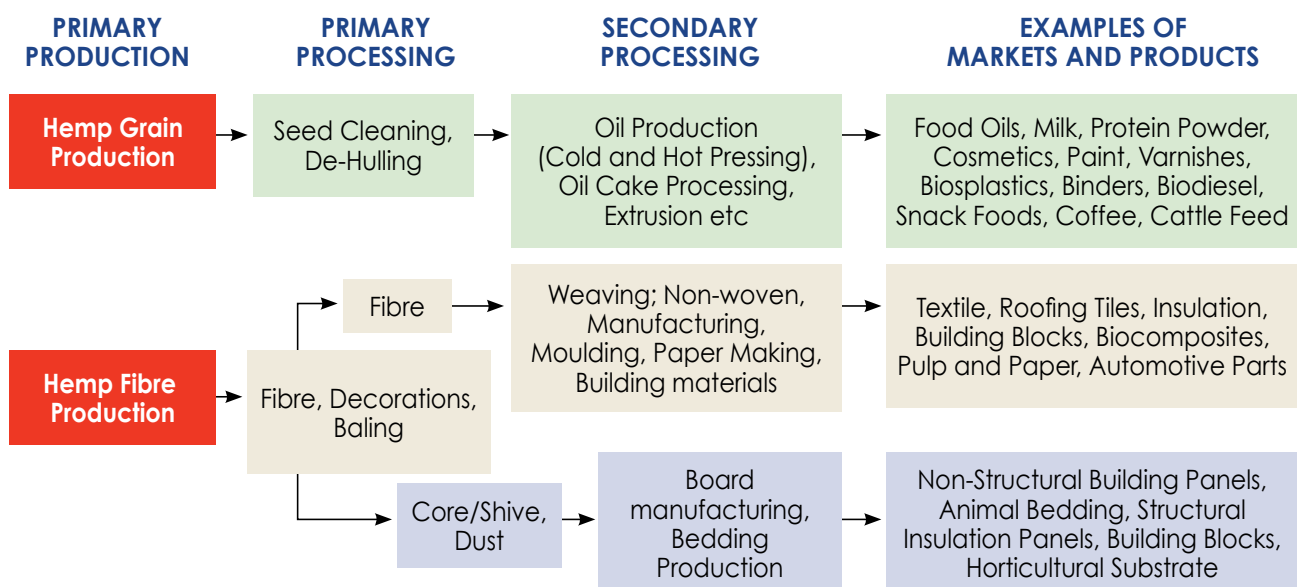 PRIMARY
PRODUCTION
PRIMARY
PROCESSING
SECONDARY
PROCESSING
EXAMPLES OF
MARKETS AND PRODUCTS
Hemp Grain
Production
Seed Cleaning,
De-Hulling
Oil Production
(Cold and Hot Pressing),
Oil Cake Processing,
Extrusion etc
Food Oils, Milk, Protein Powder,
Cosmetics, Paint, Varnishes,
Biosplastics, Binders, Biodiesel,
Snack Foods, Coffee, Cattle Feed
Hemp Fibre
Production
Fibre, Decorations,
Baling
Fibre
Weaving; Non-woven,
Manufacturing,
Moulding, Paper Making,
Building materials
Textile, Roofing Tiles, Insulation,
Building Blocks, Biocomposites,
Pulp and Paper, Automotive Parts
Core/Shive,
Dust
Board
manufacturing,
Bedding
Production
Non-Structural Building Panels,
Animal Bedding, Structural
Insulation Panels, Building Blocks,
Horticultural Substrate